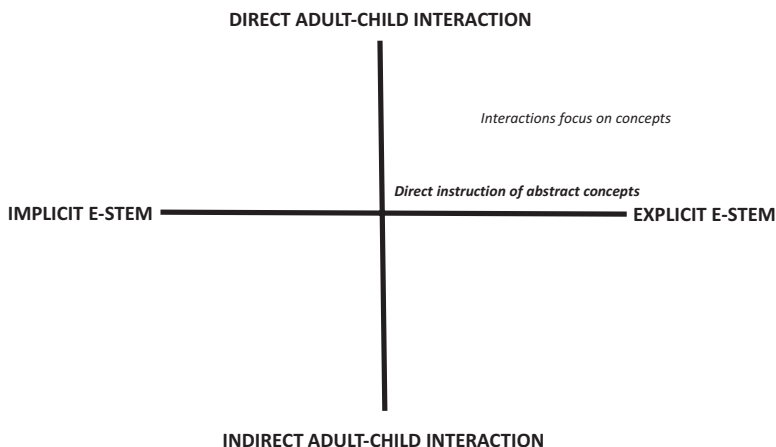 DIRECT ADULT-CHILD INTERACTION
Interactions focus on concepts
Direct instruction of abstract concepts
IMPLICIT E-STEM
EXPLICIT E-STEM
INDIRECT ADULT-CHILD INTERACTION